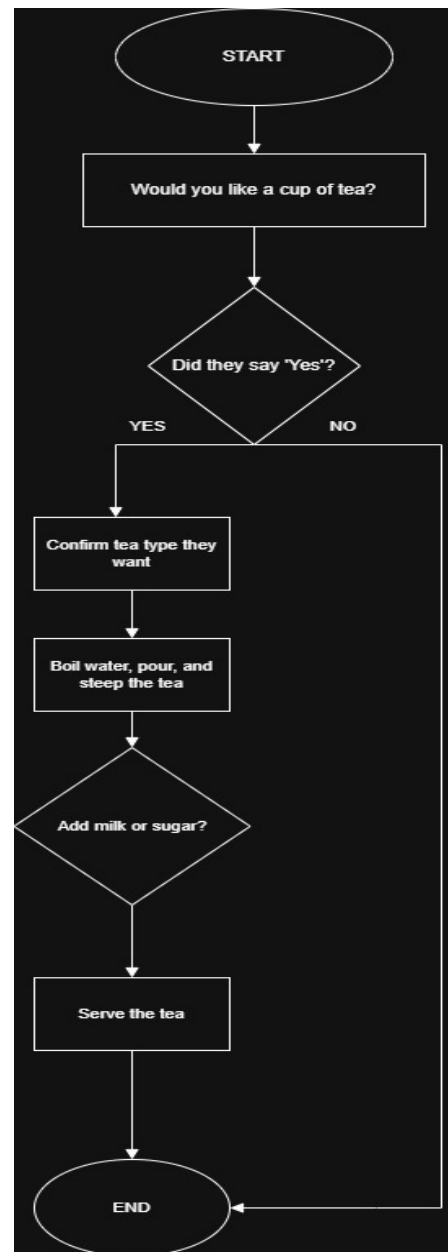 START
Would you like a cup of tea?
Did they say 'Yes'?
YES
NO
Confirm tea type they
want
Boil water, pour, and
steep the tea
Add milk or sugar?
Serve the tea
END